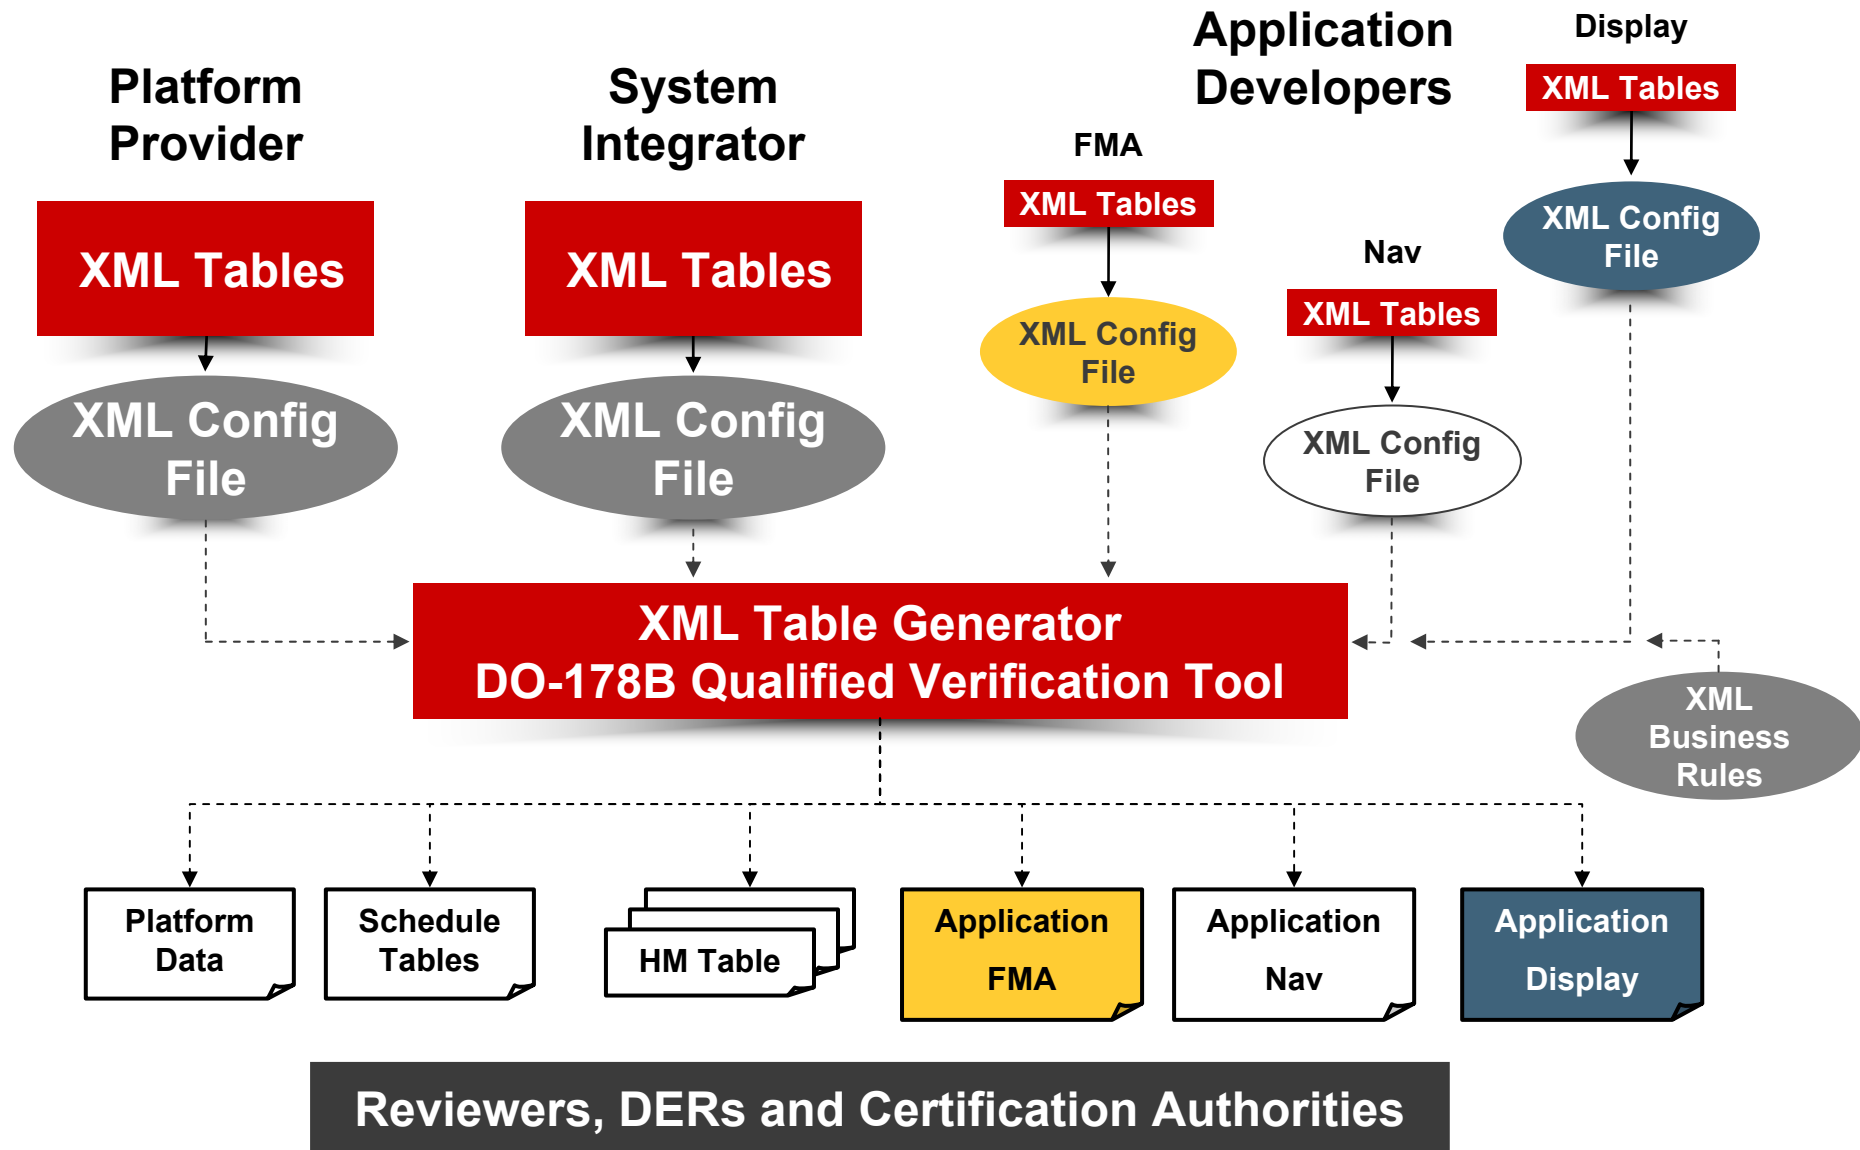 Platform
Provider
System
Integrator
Application
Developers
Display
XML Tables
XML Config
File
FMA
XML Tables
XML Config
File
Nav
XML Tables
XML Config
File
XML Tables
XML Config
File
XML Tables
XML Config
File
XML Table Generator
DO-178B Qualified Verification Tool
XML
Business
Rules
Platform
Data
Schedule
Tables
HM Table
Application
FMA
Application
Nav
Application
Display
Reviewers, DERs and Certification Authorities